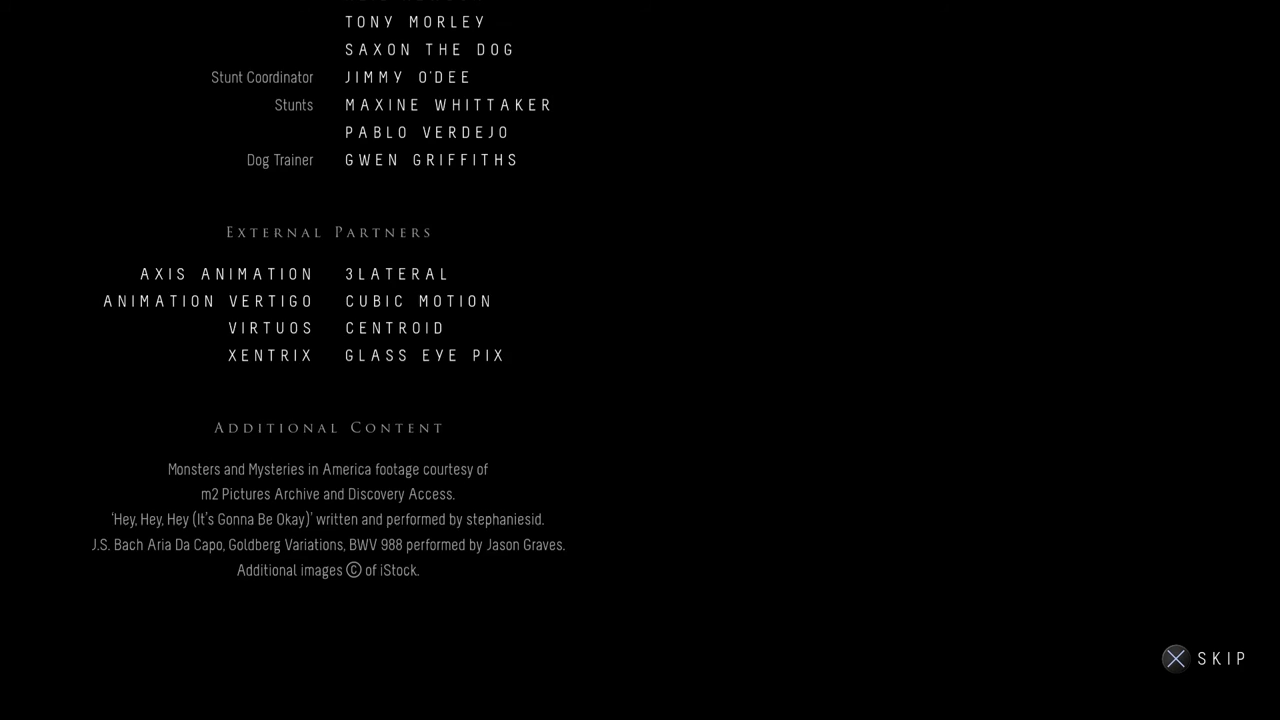 TONY MORLEY
SAXON THE DOG
Stunt Coordinator JIMMY O'DEE
Stunts MAXINE WHITTAKER
PABLO VERDEJO
Dog Trainer GWEN GRIFFITHS
External Partners
AXIS ANIMATION 3LATERAL
ANIMATION VERTIGO CUBIC MOTION
VIRTUOS CENTROID
XENTRIX GLASS EYE PIX
Additional Content
Monsters and Mysteries in America footage courtesy of
m2 Pictures Archive and Discovery Access.
'Hey, Hey, Hey (It's Gonna Be Okay)' written and performed by stephaniesid.
J.S. Bach Aria Da Capo, Goldberg Variations, BWV 988 performed by Jason Graves.
Additional images © of iStock.
SKIP